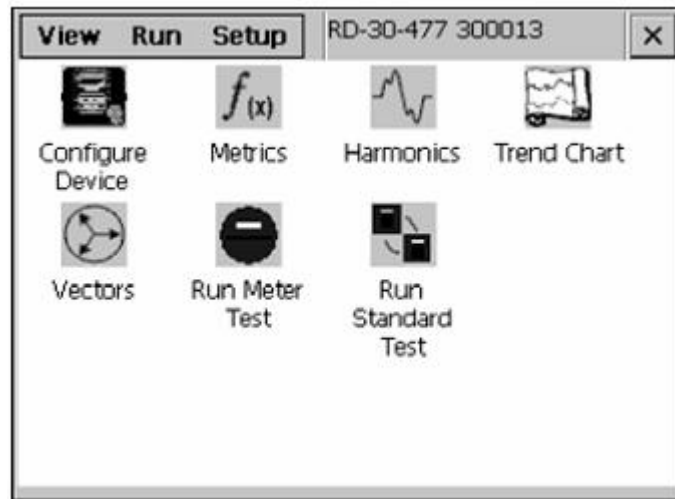 View Run Setup RD-30-477 300013
f(x)
Configure Device
Metrics
Harmonics
Trend Chart
Vectors
Run Meter Test
Run Standard Test